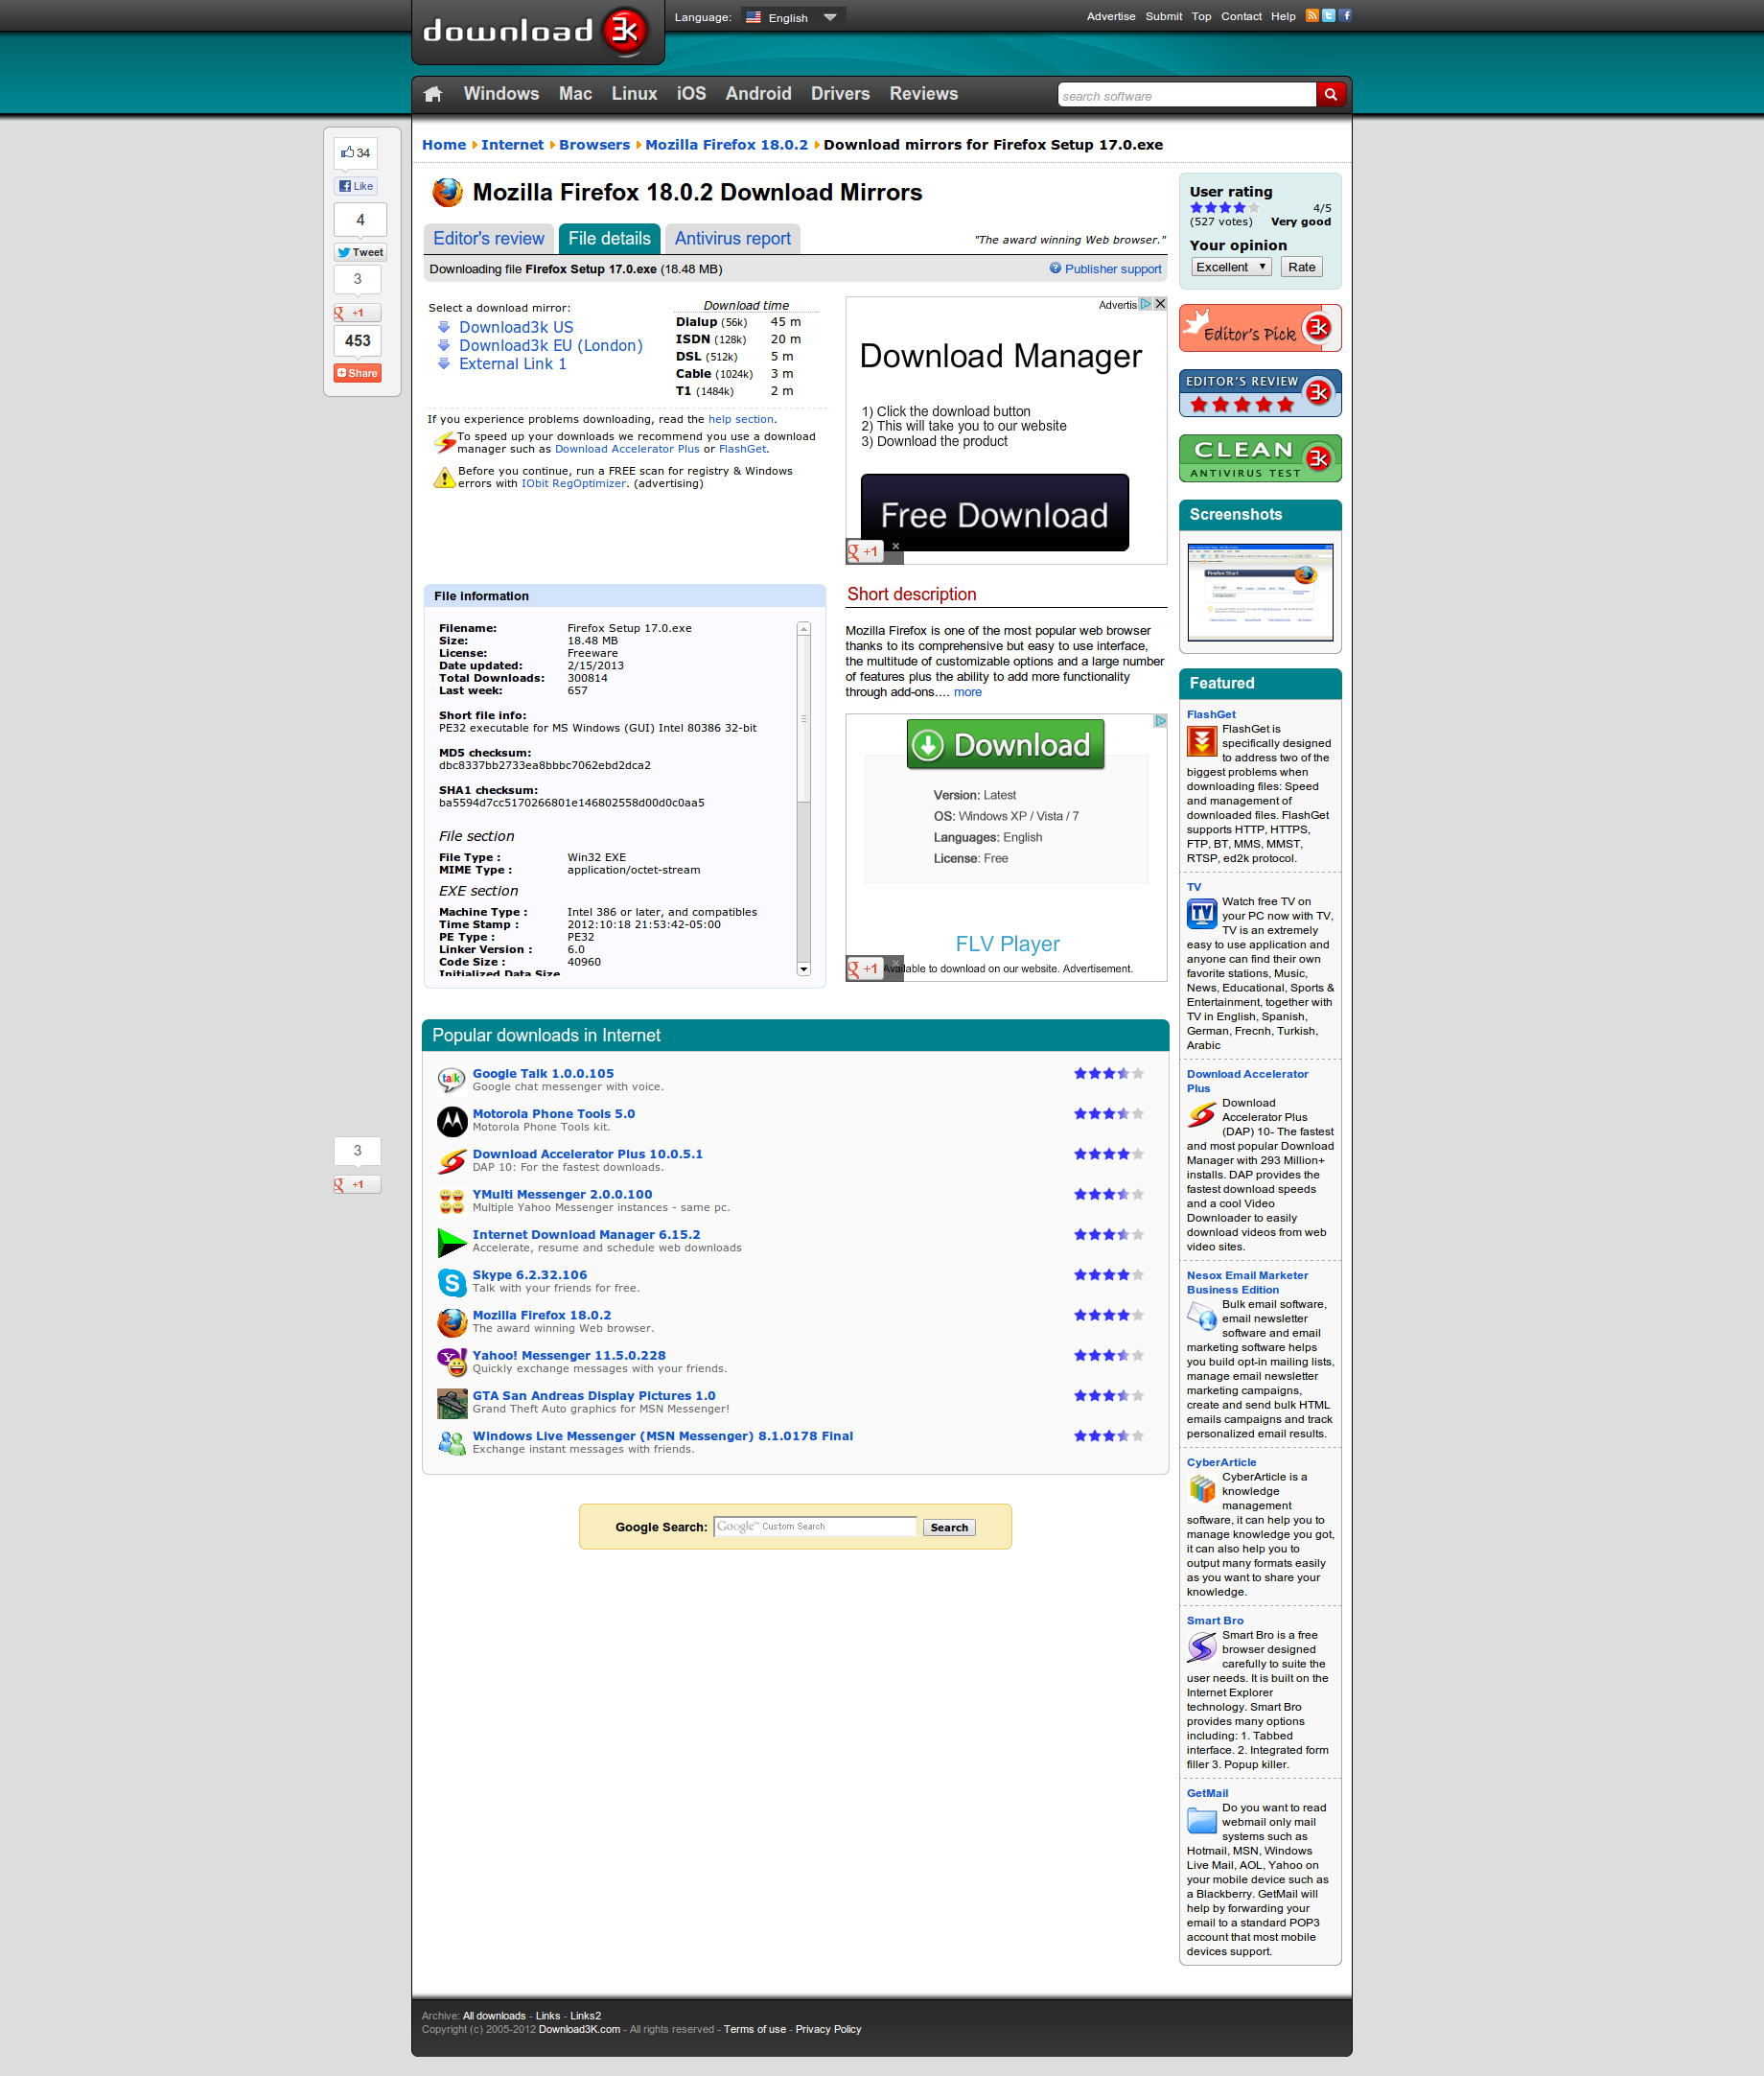 download 3k
Language: English
Advertise Submit Top Contact Help
Windows Mac Linux iOS Android Drivers Reviews
search software
34
Like
4
Tweet
3
+1
453
Share
Home Internet Browsers Mozilla Firefox 18.0.2 Download mirrors for Firefox Setup 17.0.exe
Mozilla Firefox 18.0.2 Download Mirrors
Editor's review File details Antivirus report
"The award winning Web browser."
Downloading file Firefox Setup 17.0.exe (18.48 MB)
Publisher support
Select a download mirror:
Download3k US
Download3k EU (London)
External Link 1
Download time
Dialup (56k) 45 m
ISDN (128k) 20 m
DSL (512k) 5 m
Cable (1024k) 3 m
T1 (1484k) 2 m
If you experience problems downloading, read the help section.
To speed up your downloads we recommend you use a download
manager such as Download Accelerator Plus or FlashGet.
Before you continue, run a FREE scan for registry & Windows
errors with IObit RegOptimizer. (advertising)
Advertis
Download Manager
1) Click the download button
2) This will take you to our website
3) Download the product
Free Download
+1
File information
Filename: Firefox Setup 17.0.exe
Size: 18.48 MB
License: Freeware
Date updated: 2/15/2013
Total Downloads: 300814
Last week: 657
Short file info:
PE32 executable for MS Windows (GUI) Intel 80386 32-bit
MD5 checksum:
dbc8337bb2733ea8bbbc7062ebd2dca2
SHA1 checksum:
ba5594d7cc5170266801e146802558d00d0c0aa5
File section
File Type : Win32 EXE
MIME Type : application/octet-stream
EXE section
Machine Type : Intel 386 or later, and compatibles
Time Stamp : 2012:10:18 21:53:42-05:00
PE Type : PE32
Linker Version : 6.0
Code Size : 40960
Initialized Data Size
Short description
Mozilla Firefox is one of the most popular web browser
thanks to its comprehensive but easy to use interface,
the multitude of customizable options and a large number
of features plus the ability to add more functionality
through add-ons.... more
Download
Version: Latest
OS: Windows XP / Vista / 7
Languages: English
License: Free
FLV Player
+1
Available to download on our website. Advertisement.
Popular downloads in Internet
Google Talk 1.0.0.105
Google chat messenger with voice.
Motorola Phone Tools 5.0
Motorola Phone Tools kit.
Download Accelerator Plus 10.0.5.1
DAP 10: For the fastest downloads.
YMulti Messenger 2.0.0.100
Multiple Yahoo Messenger instances - same pc.
Internet Download Manager 6.15.2
Accelerate, resume and schedule web downloads
Skype 6.2.32.106
Talk with your friends for free.
Mozilla Firefox 18.0.2
The award winning Web browser.
Yahoo! Messenger 11.5.0.228
Quickly exchange messages with your friends.
GTA San Andreas Display Pictures 1.0
Grand Theft Auto graphics for MSN Messenger!
Windows Live Messenger (MSN Messenger) 8.1.0178 Final
Exchange instant messages with friends.
3
+1
Google Search: Google™ Custom Search Search
User rating
4/5
(527 votes) Very good
Your opinion
Excellent Rate
Editor's Pick 3k
EDITOR'S REVIEW 3k
CLEAN 3k
ANTIVIRUS TEST
Screenshots
Firefox Start
Featured
FlashGet
FlashGet is
specifically designed
to address two of the
biggest problems when
downloading files: Speed
and management of
downloaded files. FlashGet
supports HTTP, HTTPS,
FTP, BT, MMS, MMST,
RTSP, ed2k protocol.
TV
TV
Watch free TV on
your PC now with TV,
TV is an extremely
easy to use application and
anyone can find their own
favorite stations, Music,
News, Educational, Sports &
Entertainment, together with
TV in English, Spanish,
German, Frecnh, Turkish,
Arabic
Download Accelerator
Plus
Download
Accelerator Plus
(DAP) 10- The fastest
and most popular Download
Manager with 293 Million+
installs. DAP provides the
fastest download speeds
and a cool Video
Downloader to easily
download videos from web
video sites.
Nesox Email Marketer
Business Edition
Bulk email software,
email newsletter
software and email
marketing software helps
you build opt-in mailing lists,
manage email newsletter
marketing campaigns,
create and send bulk HTML
emails campaigns and track
personalized email results.
CyberArticle
CyberArticle is a
knowledge
management
software, it can help you to
manage knowledge you got,
it can also help you to
output many formats easily
as you want to share your
knowledge.
Smart Bro
Smart Bro is a free
browser designed
carefully to suite the
user needs. It is built on the
Internet Explorer
technology. Smart Bro
provides many options
including: 1. Tabbed
interface. 2. Integrated form
filler 3. Popup killer.
GetMail
Do you want to read
webmail only mail
systems such as
Hotmail, MSN, Windows
Live Mail, AOL, Yahoo on
your mobile device such as
a Blackberry. GetMail will
help by forwarding your
email to a standard POP3
account that most mobile
devices support.
Archive: All downloads - Links - Links2
Copyright (c) 2005-2012 Download3K.com - All rights reserved - Terms of use - Privacy Policy